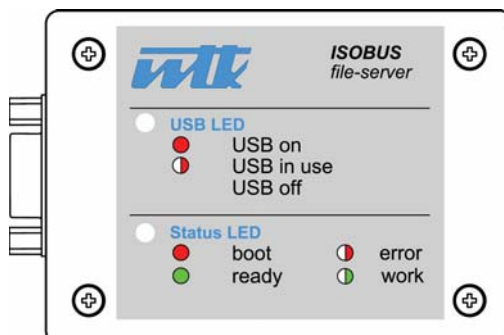 wtk
ISOBUS
file-server
USB LED
USB on
USB in use
USB off
Status LED
boot
error
ready
work